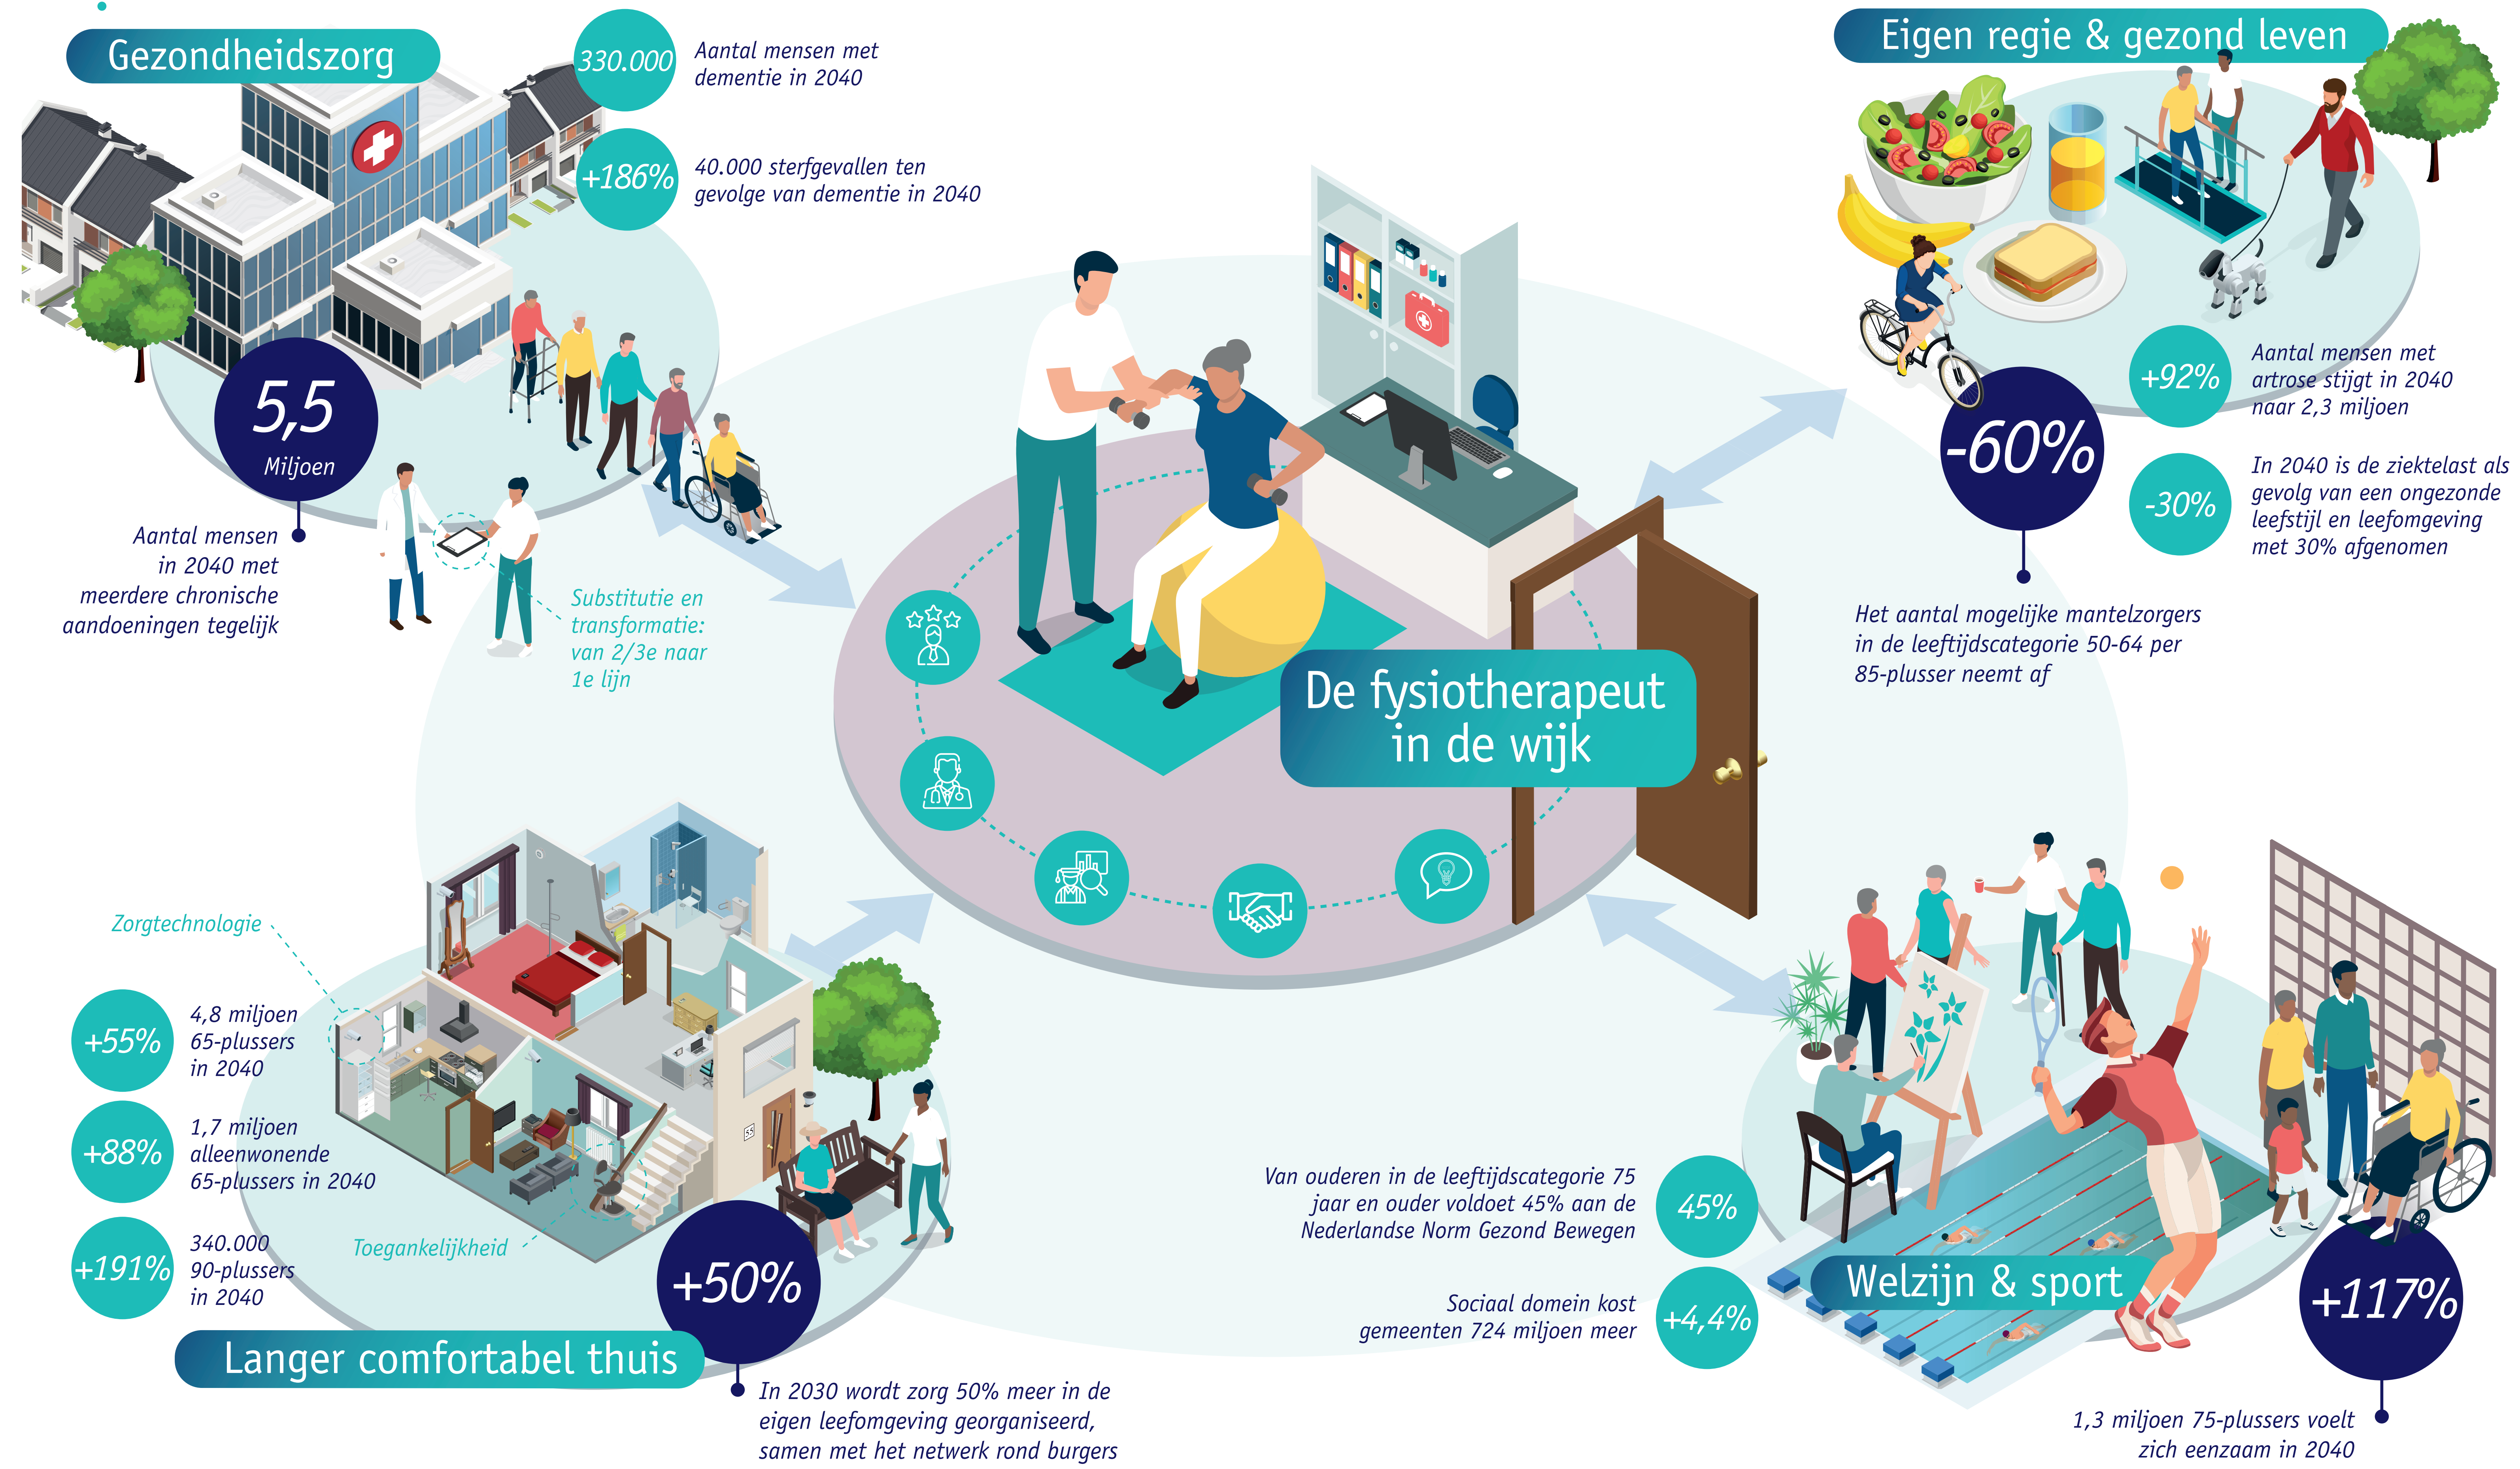 Gezondheidszorg
330.000
Aantal mensen met
dementie in 2040
+186%
40.000 sterfgevallen ten
gevolge van dementie in 2040
5,5
Miljoen
Aantal mensen
in 2040 met
meerdere chronische
aandoeningen tegelijk
Substitutie en
transformatie:
van 2/3e naar
1e lijn
Eigen regie & gezond leven
+92%
Aantal mensen met
artrose stijgt in 2040
naar 2,3 miljoen
-60%
-30%
In 2040 is de ziektelast als
gevolg van een ongezonde
leefstijl en leefomgeving
met 30% afgenomen
Het aantal mogelijke mantelzorgers
in de leeftijdscategorie 50-64 per
85-plusser neemt af
De fysiotherapeut
in de wijk
Zorgtechnologie
+55%
4,8 miljoen
65-plussers
in 2040
+88%
1,7 miljoen
alleenwonende
65-plussers in 2040
+191%
340.000
90-plussers
in 2040
Toegankelijkheid
55
+50%
Langer comfortabel thuis
In 2030 wordt zorg 50% meer in de
eigen leefomgeving georganiseerd,
samen met het netwerk rond burgers
Van ouderen in de leeftijdscategorie 75
jaar en ouder voldoet 45% aan de
Nederlandse Norm Gezond Bewegen
45%
Sociaal domein kost
gemeenten 724 miljoen meer
+4,4%
Welzijn & sport
+117%
1,3 miljoen 75-plussers voelt
zich eenzaam in 2040